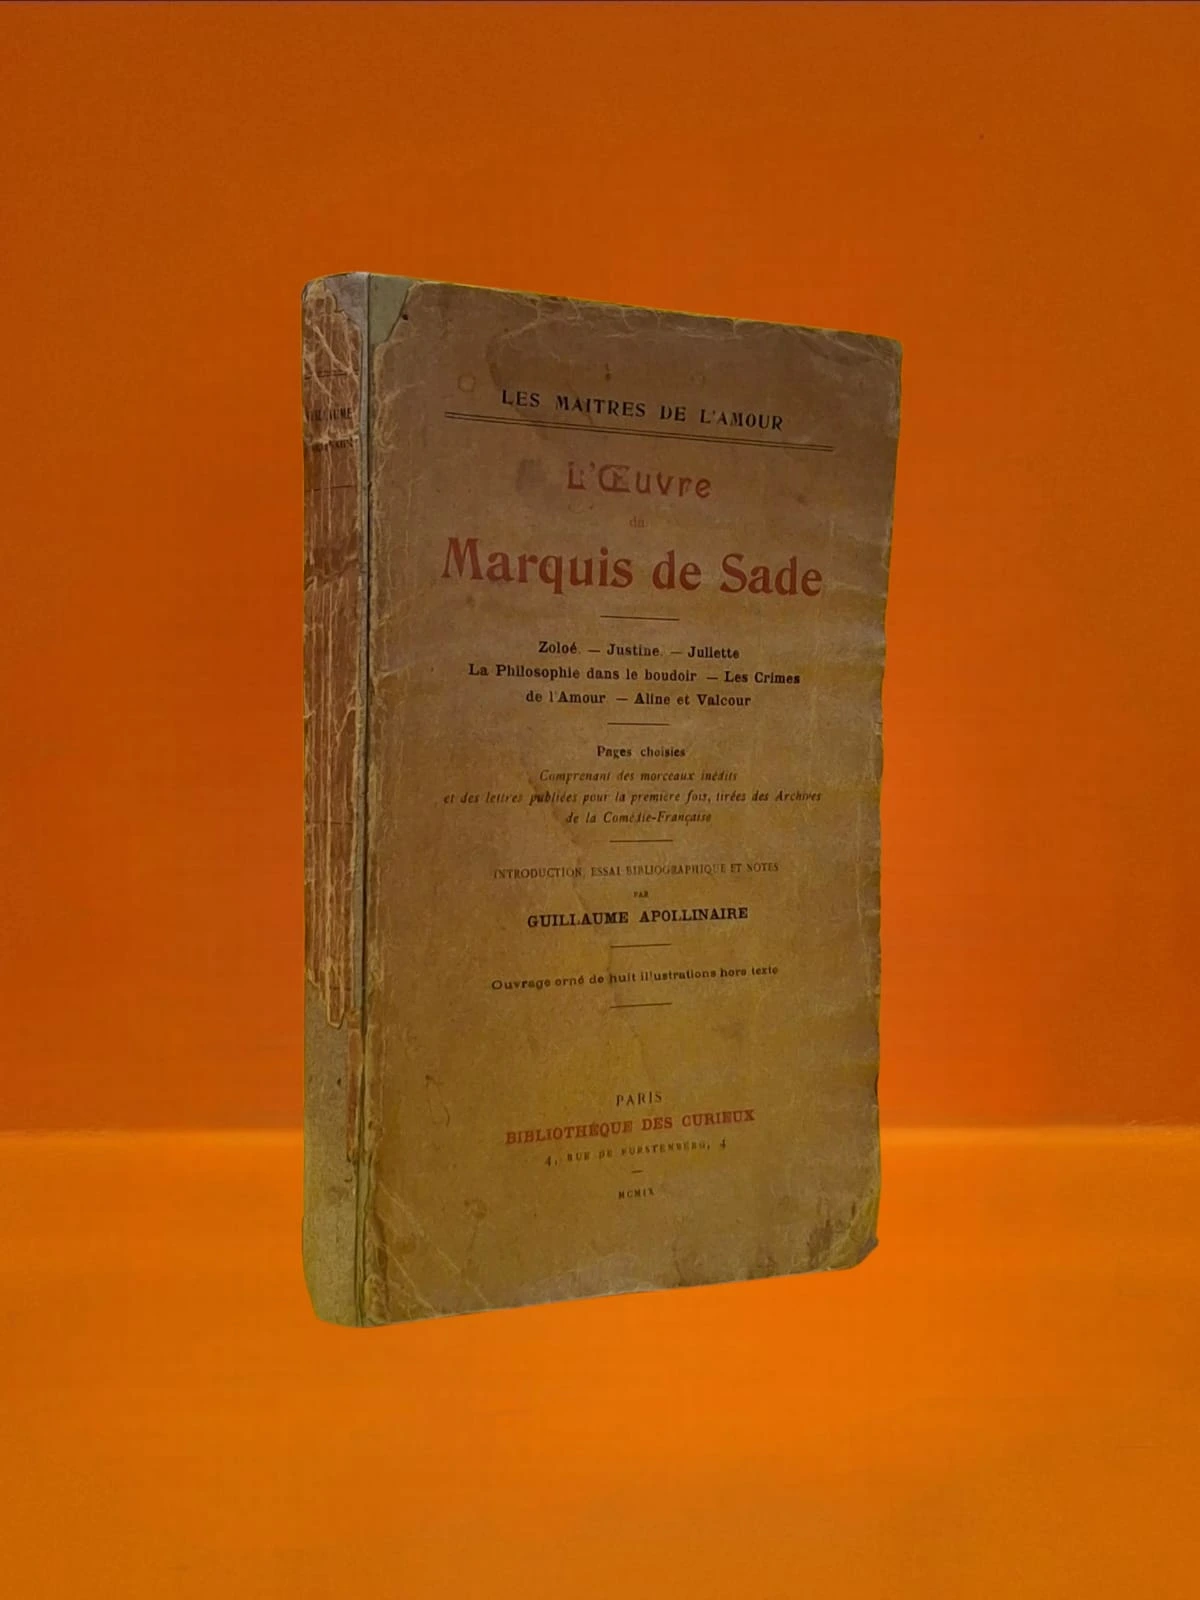 LES MAITRES DE L'AMOUR
L'Œuvre
du
Marquis de Sade
Zoloé. — Justine. — Juliette
La Philosophie dans le boudoir — Les Crimes
de l'Amour — Aline et Valcour
Pages choisies
Comprenant des morceaux inédits
et des lettres publiées pour la première fois, tirées des Archives
de la Comédie-Française
INTRODUCTION, ESSAI BIBLIOGRAPHIQUE ET NOTES
PAR
GUILLAUME APOLLINAIRE
Ouvrage orné de huit illustrations hors texte
PARIS
BIBLIOTHÈQUE DES CURIEUX
4, RUE DE FURSTENBERG, 4
MCMIX